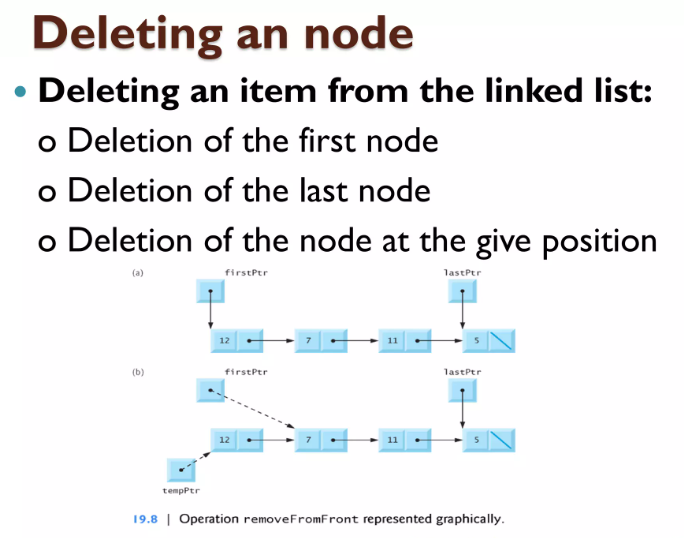 Deleting an node
• Deleting an item from the linked list:
o Deletion of the first node
o Deletion of the last node
o Deletion of the node at the give position
(a) firstPtr lastPtr
12 7 11 5
(b) firstPtr lastPtr
12 7 11 5
tempPtr
19.8 | Operation removeFromFront represented graphically.